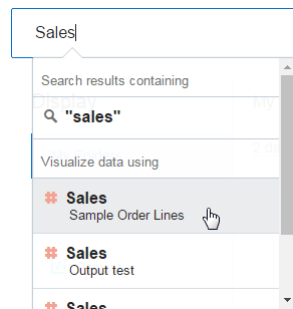 Sales
Search results containing
"sales"
Visualize data using
Sales
Sample Order Lines
Sales
Output test
Sales